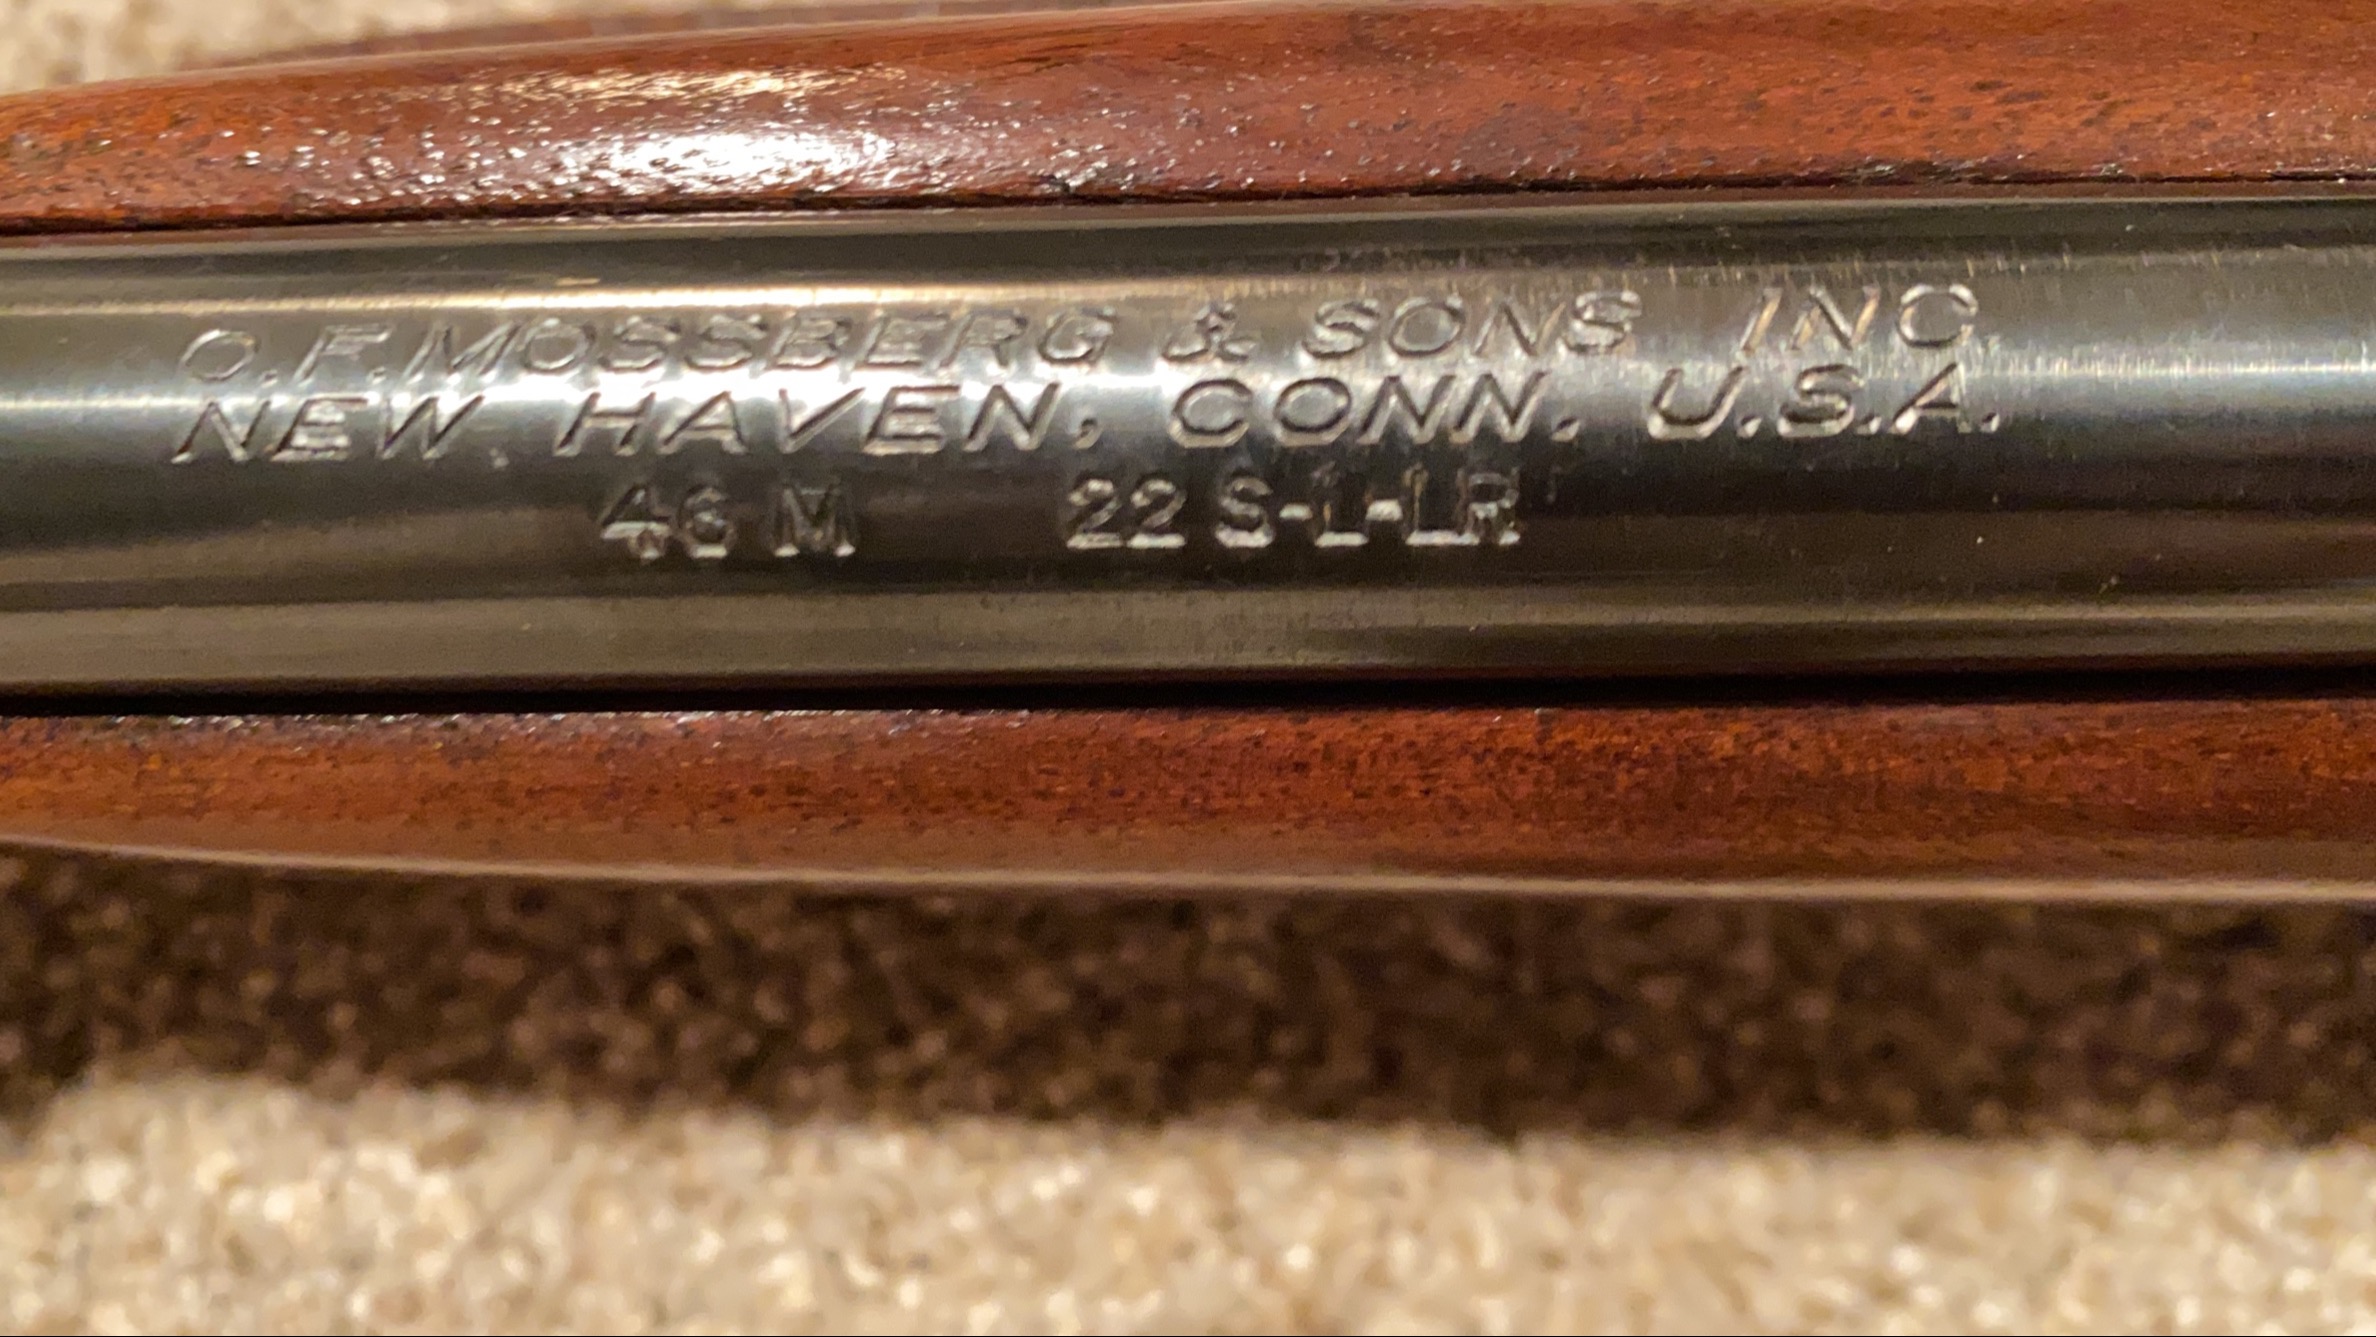 O.F. MOSSBERG & SONS INC.
NEW HAVEN, CONN. U.S.A.
46 M 22 S-L-LR